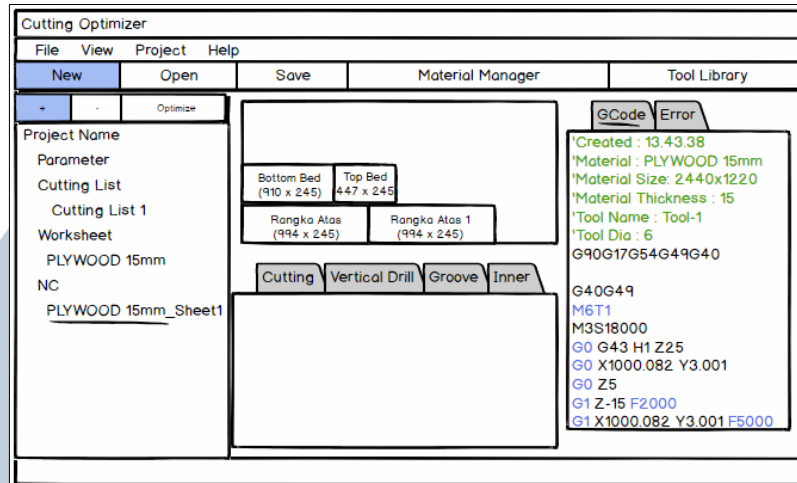 Cutting Optimizer
File View Project Help
New Open Save Material Manager Tool Library
+ - Optimize
Project Name
Parameter
Cutting List
Cutting List 1
Worksheet
PLYWOOD 15mm
NC
PLYWOOD 15mm_Sheet1
Bottom Bed
(910 x 245)
Top Bed
447 x 245
Rangka Atas
(994 x 245)
Rangka Atas 1
(994 x 245)
Cutting Vertical Drill Groove Inner
GCode Error
'Created : 13.43.38
'Material : PLYWOOD 15mm
'Material Size: 2440x1220
'Material Thickness : 15
'Tool Name : Tool-1
'Tool Dia : 6
G90G17G54G49G40
G40G49
M6T1
M3S18000
G0 G43 H1 Z25
G0 X1000.082 Y3.001
G0 Z5
G1 Z-15 F2000
G1 X1000.082 Y3.001 F5000